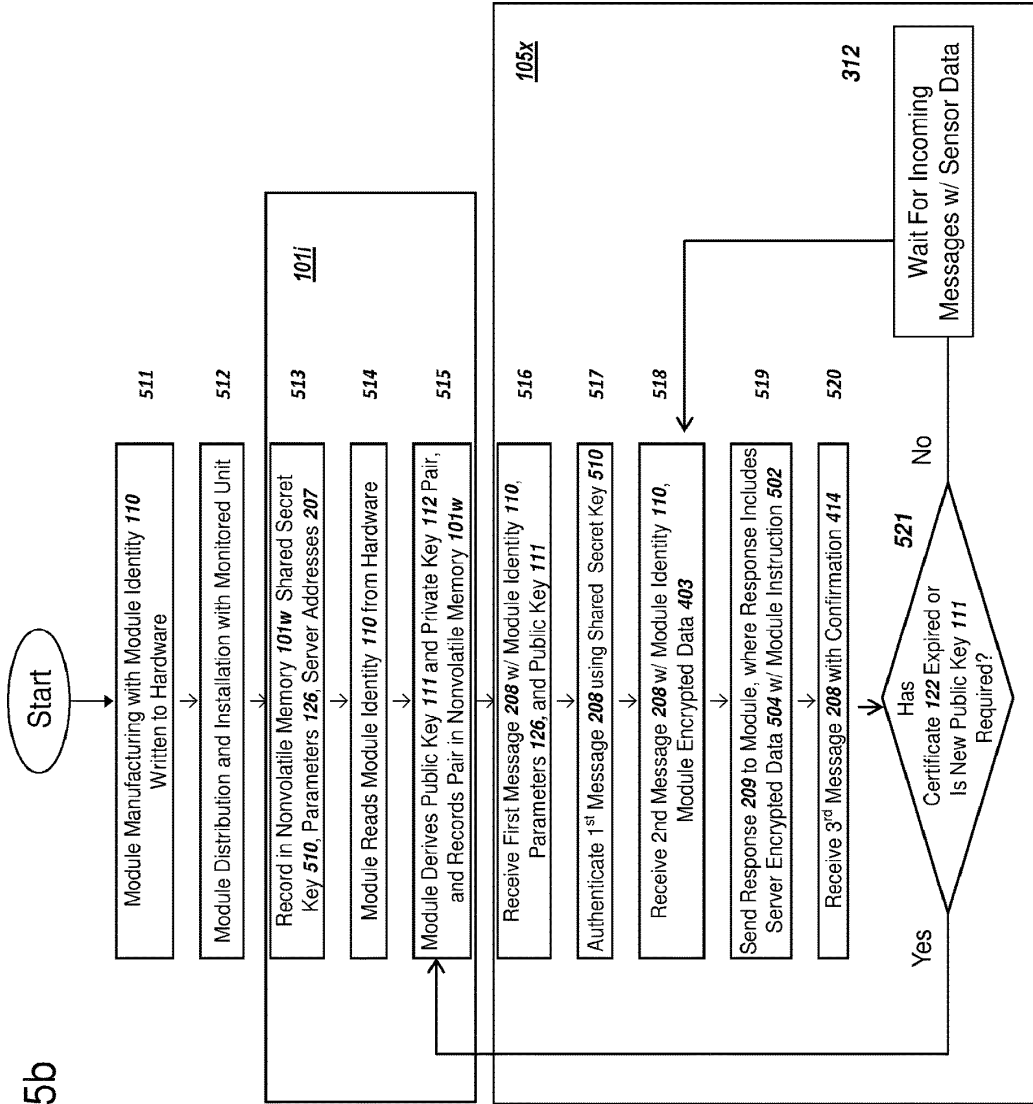 5b
Start
Module Manufacturing with Module Identity 110
Written to Hardware
511
Module Distribution and Installation with Monitored Unit
512
101i
Record in Nonvolatile Memory 101w Shared Secret
Key 510, Parameters 126, Server Addresses 207
513
Module Reads Module Identity 110 from Hardware
514
Module Derives Public Key 111 and Private Key 112 Pair,
and Records Pair in Nonvolatile Memory 101w
515
105x
Receive First Message 208 w/ Module Identity 110,
Parameters 126, and Public Key 111
516
Authenticate 1st Message 208 using Shared Secret Key 510
517
Receive 2nd Message 208 w/ Module Identity 110,
Module Encrypted Data 403
518
Send Response 209 to Module, where Response Includes
Server Encrypted Data 504 w/ Module Instruction 502
519
Receive 3rd Message 208 with Confirmation 414
520
521
Has
Certificate 122 Expired or
Is New Public Key 111
Required?
Yes
No
Wait For Incoming
Messages w/ Sensor Data
312